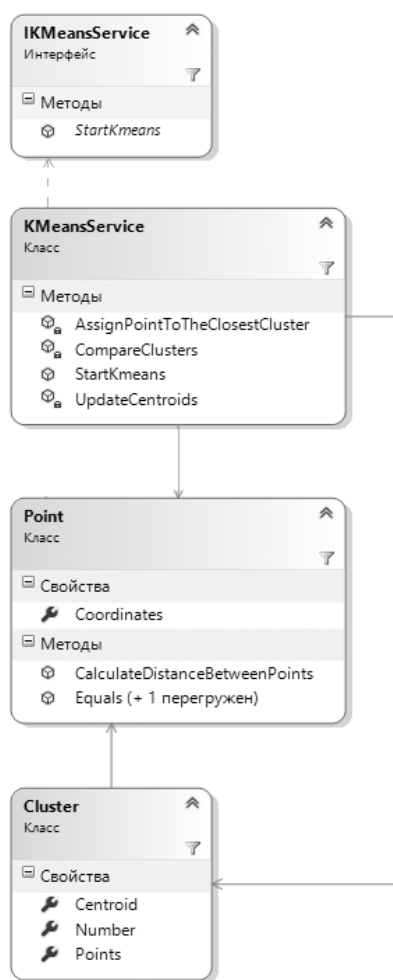 IKMeansService
Интерфейс
Методы
StartKmeans
KMeansService
Класс
Методы
AssignPointToTheClosestCluster
CompareClusters
StartKmeans
UpdateCentroids
Point
Класс
Свойства
Coordinates
Методы
CalculateDistanceBetweenPoints
Equals (+ 1 перегружен)
Cluster
Класс
Свойства
Centroid
Number
Points